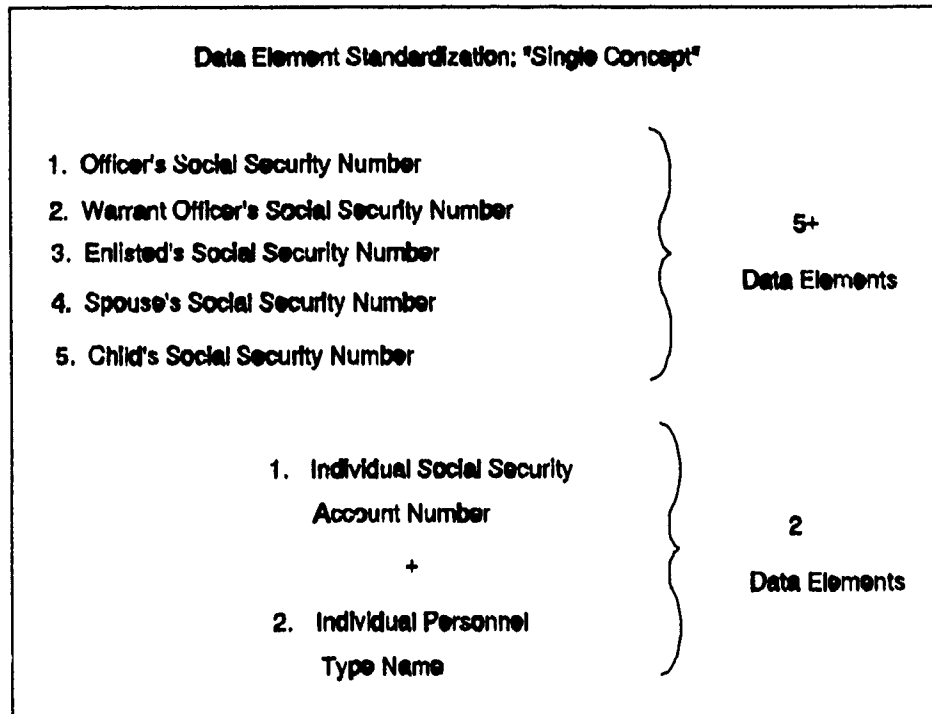 Data Element Standardization: "Single Concept"
1. Officer's Social Security Number
2. Warrant Officer's Social Security Number
3. Enlisted's Social Security Number
4. Spouse's Social Security Number
5. Child's Social Security Number
5+
Data Elements
1. Individual Social Security
Account Number
+
2. Individual Personnel
Type Name
2
Data Elements